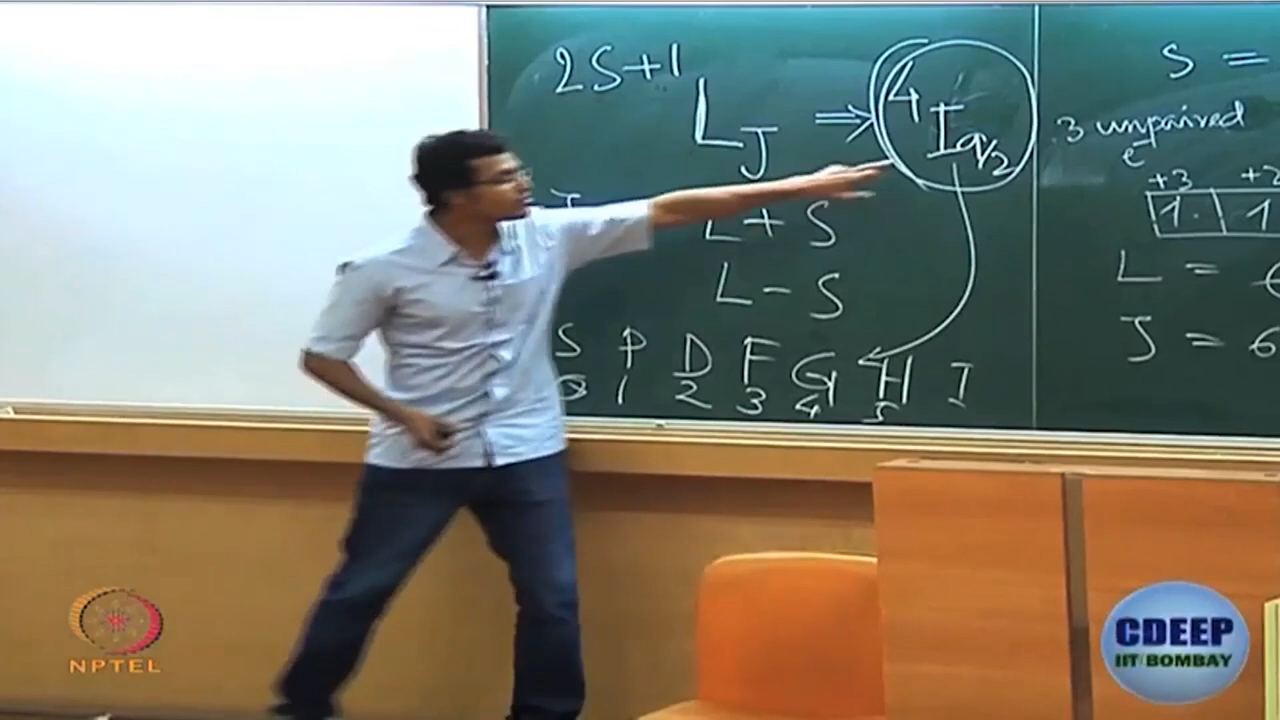 2S+1
L J ⇒ 4 I 9/2
L + S
L - S
S P D F G H I
0 1 2 3 4 5
S =
3 unpaired
e⁻
+3 +2
1 1
L = 6
J = 6
NPTEL
CDEEP
IIT BOMBAY